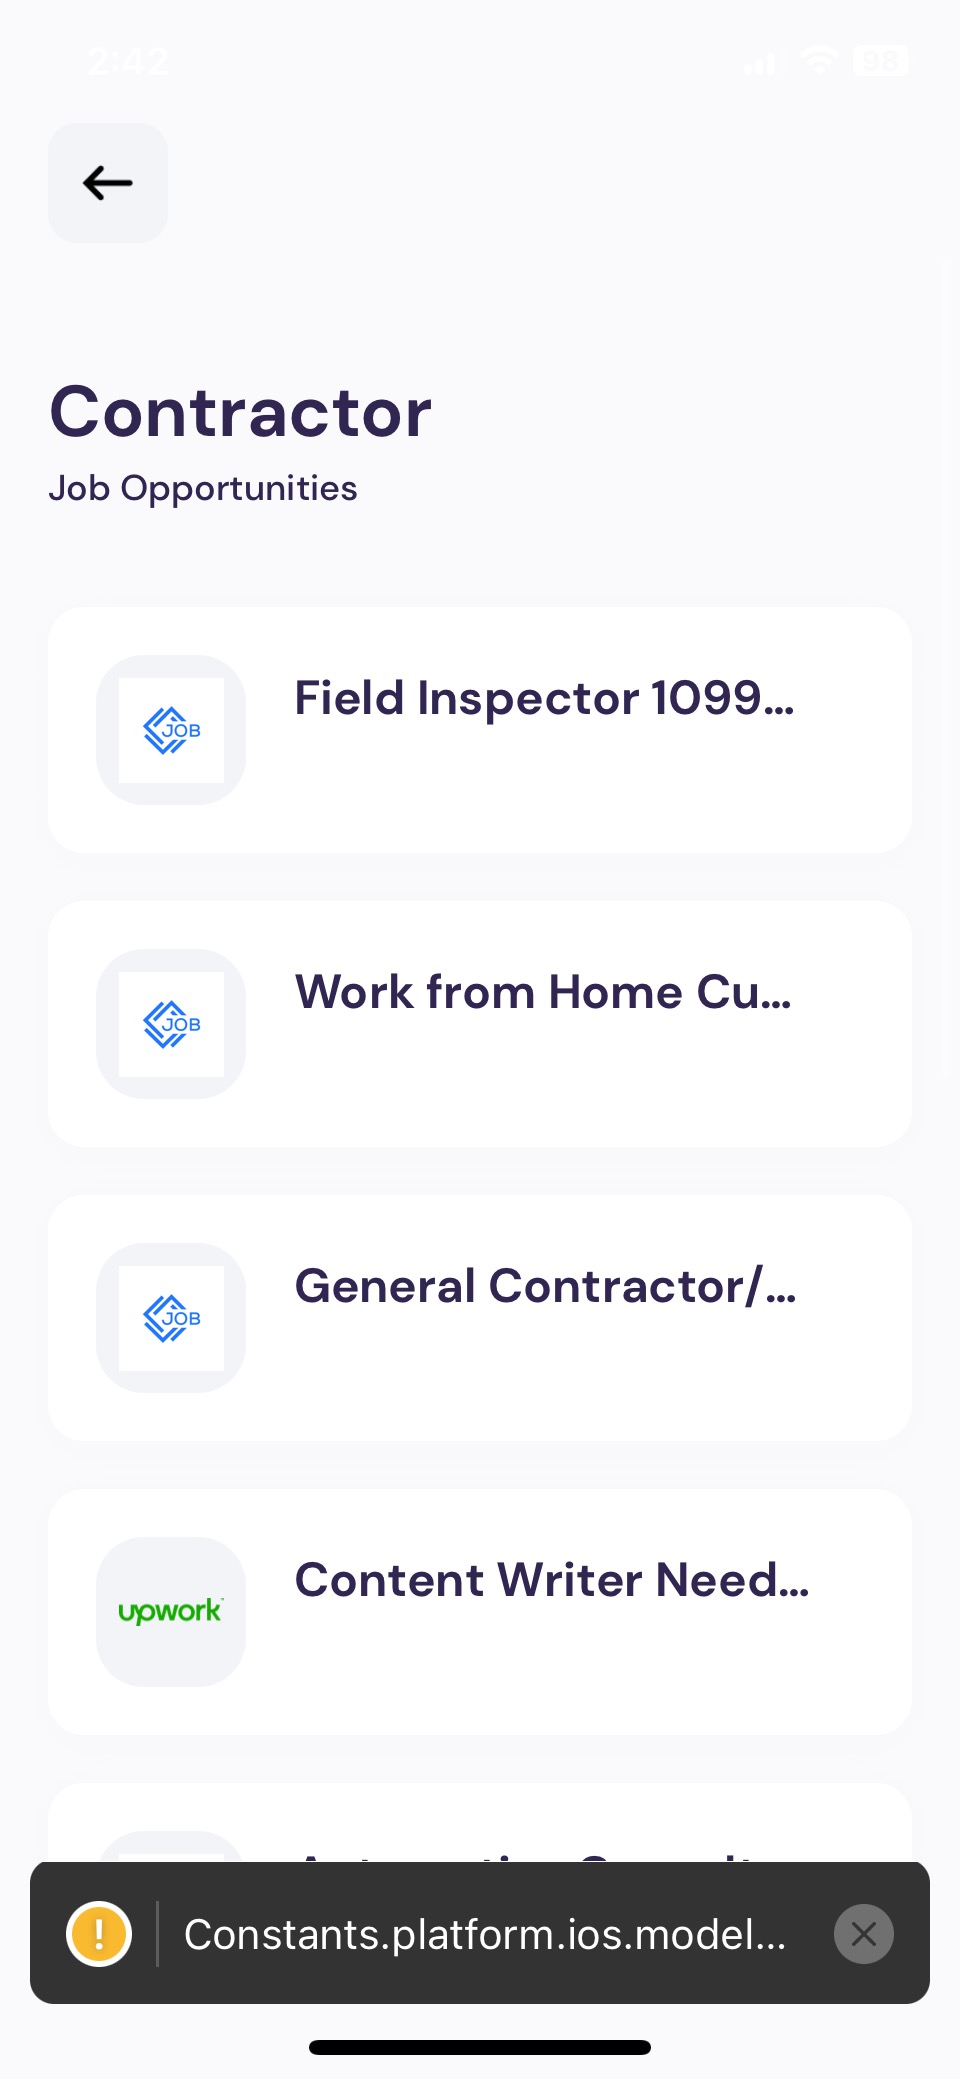 2:42
98
Contractor
Job Opportunities
JOB
Field Inspector 1099...
JOB
Work from Home Cu...
JOB
General Contractor/...
upwork
Content Writer Need...
!
Constants.platform.ios.model...